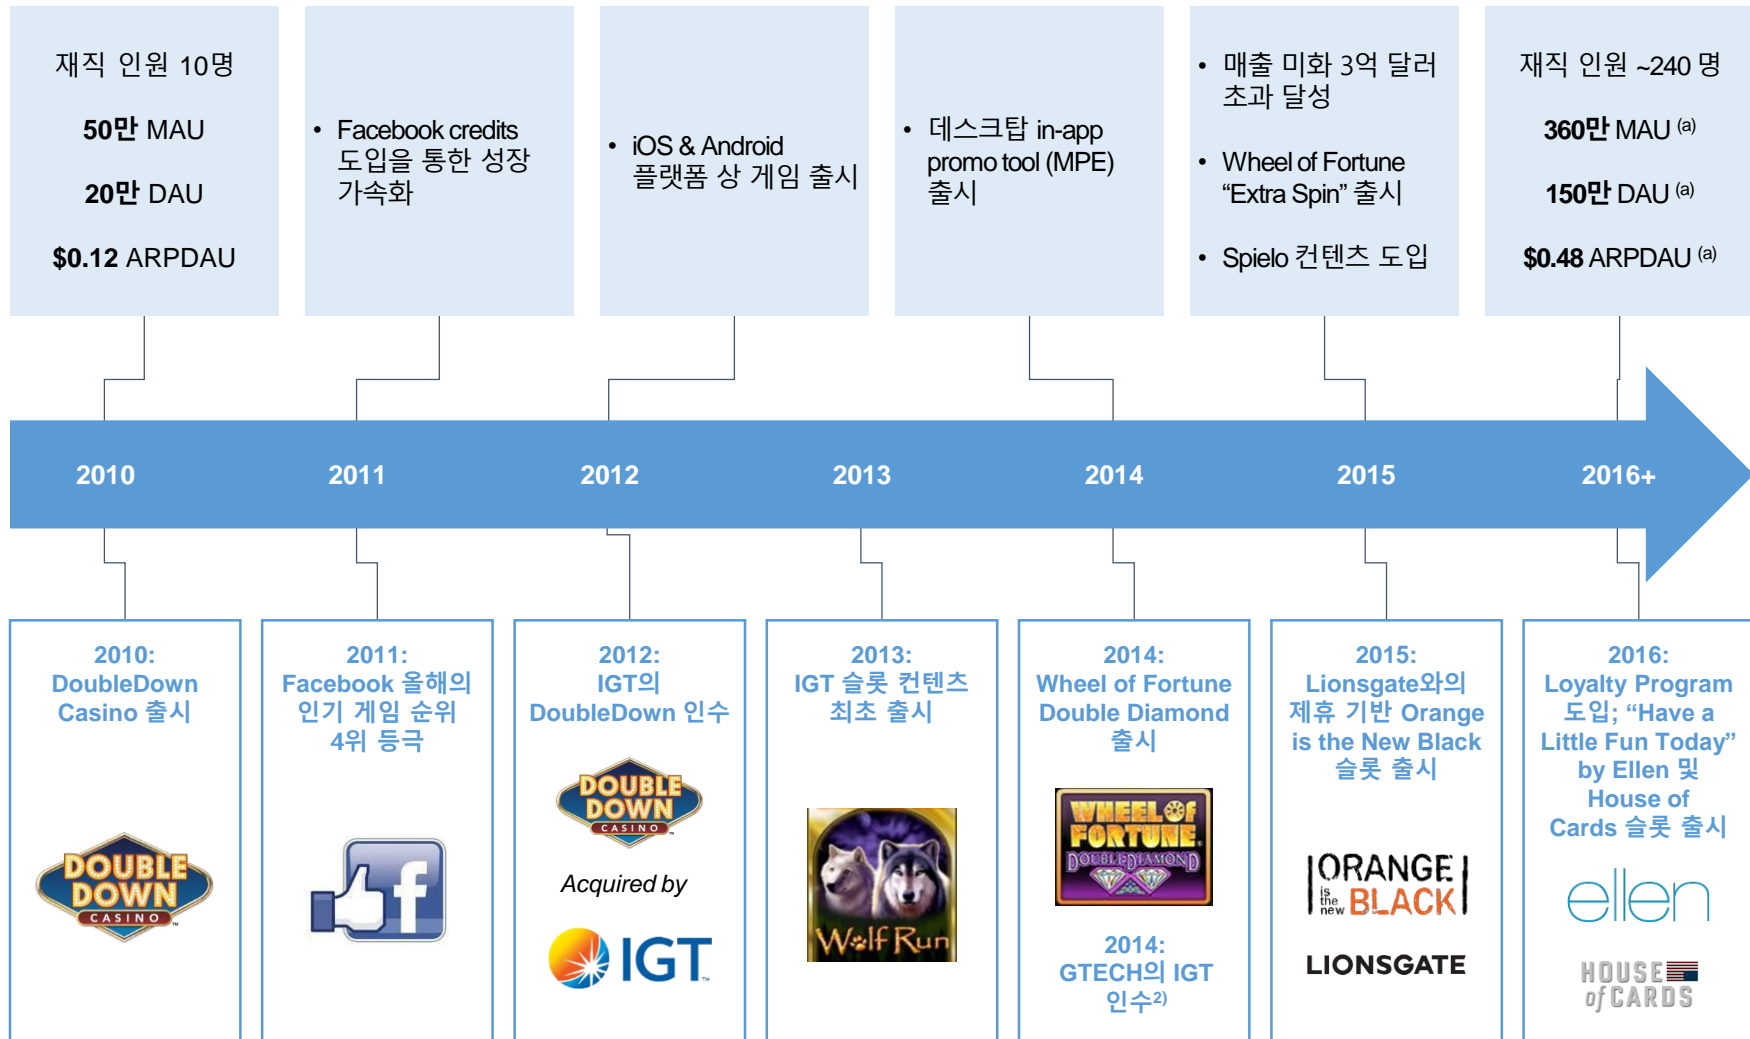 재직 인원 10명
50만 MAU
20만 DAU
$0.12 ARPDAU
• Facebook credits
도입을 통한 성장
가속화
• iOS & Android
플랫폼 상 게임 출시
• 데스크탑 in-app
promo tool (MPE)
출시
• 매출 미화 3억 달러
초과 달성
• Wheel of Fortune
“Extra Spin” 출시
• Spielo 컨텐츠 도입
재직 인원 ~240 명
360만 MAU (a)
150만 DAU (a)
$0.48 ARPDAU (a)
2010
2011
2012
2013
2014
2015
2016+
2010:
DoubleDown
Casino 출시
DOUBLE
DOWN
CASINO™
2011:
Facebook 올해의
인기 게임 순위
4위 등극
f
2012:
IGT의
DoubleDown 인수
DOUBLE
DOWN
CASINO™
Acquired by
IGT™
2013:
IGT 슬롯 컨텐츠
최초 출시
Wolf Run
2014:
Wheel of Fortune
Double Diamond
출시
WHEEL OF
FORTUNE®
DOUBLE DIAMOND
2014:
GTECH의 IGT
인수2)
2015:
Lionsgate와의
제휴 기반 Orange
is the New Black
슬롯 출시
ORANGE
is
the
new BLACK
LIONSGATE
2016:
Loyalty Program
도입; “Have a
Little Fun Today”
by Ellen 및
House of
Cards 슬롯 출시
ellen
HOUSE
of CARDS